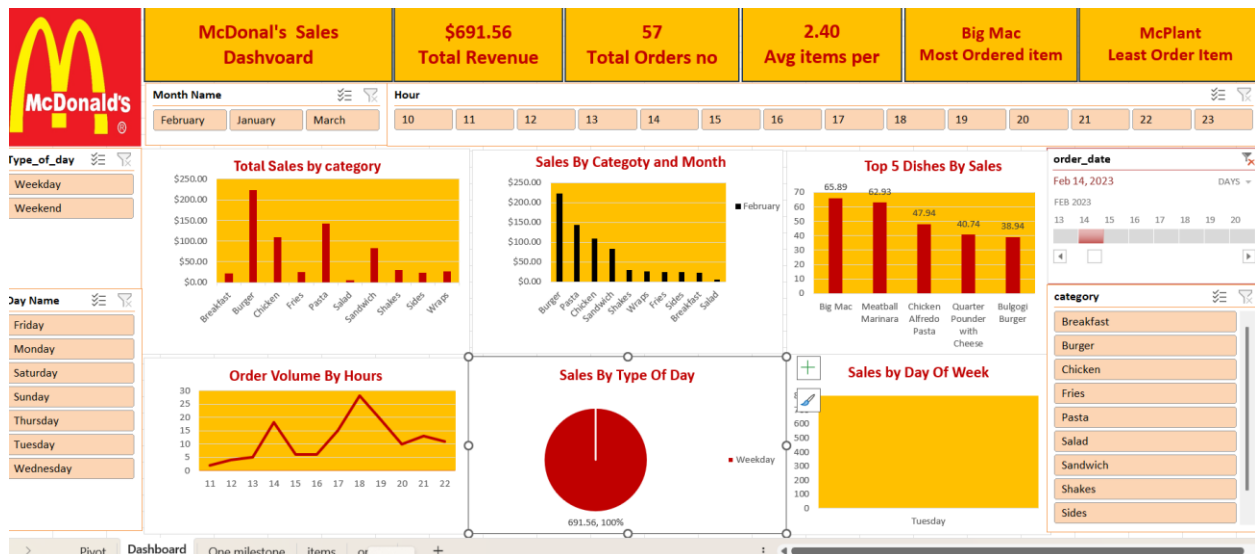 McDonald's
®
McDonal's Sales
Dashvoard
$691.56
Total Revenue
57
Total Orders no
2.40
Avg items per
Big Mac
Most Ordered item
McPlant
Least Order Item
Month Name
February January March
Hour
10 11 12 13 14 15 16 17 18 19 20 21 22 23
Type_of_day
Weekday
Weekend
Day Name
Friday
Monday
Saturday
Sunday
Thursday
Tuesday
Wednesday
Total Sales by category
$250.00
$200.00
$150.00
$100.00
$50.00
$0.00
Breakfast Burger Chicken Fries Pasta Salad Sandwich Shakes Sides Wraps
Sales By Categoty and Month
$250.00
$200.00
$150.00
$100.00
$50.00
$0.00
Burger Pasta Chicken Sandwich Shakes Wraps Fries Sides Breakfast Salad
February
Top 5 Dishes By Sales
70
60
50
40
30
20
10
0
65.89 62.93 47.94 40.74 38.94
Big Mac Meatball Chicken Quarter Bulgogi
Marinara Alfredo Pounder Burger
Pasta with
Cheese
order_date
Feb 14, 2023 DAYS
FEB 2023
13 14 15 16 17 18 19 20
category
Breakfast
Burger
Chicken
Fries
Pasta
Salad
Sandwich
Shakes
Sides
Order Volume By Hours
30
25
20
15
10
5
0
11 12 13 14 15 16 17 18 19 20 21 22
Sales By Type Of Day
Weekday
691.56, 100%
Sales by Day Of Week
700
600
500
400
300
200
100
0
Tuesday
Pivot Dashboard One milestone items